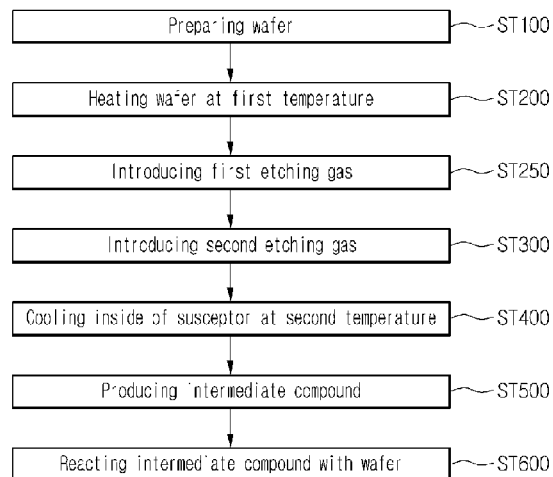 Preparing wafer ST100
Heating wafer at first temperature ST200
Introducing first etching gas ST250
Introducing second etching gas ST300
Cooling inside of susceptor at second temperature ST400
Producing intermediate compound ST500
Reacting intermediate compound with wafer ST600